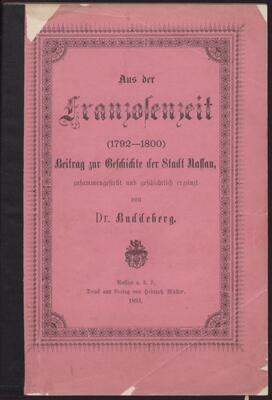 Aus der
Franzosenzeit
(1792—1800)
Beitrag zur Geschichte der Stadt Nassau,
zusammengestellt und geschichtlich ergänzt
von
Dr. Buddeberg.
Nassau a. d. L.
Druck und Verlag von Heinrich Müller.